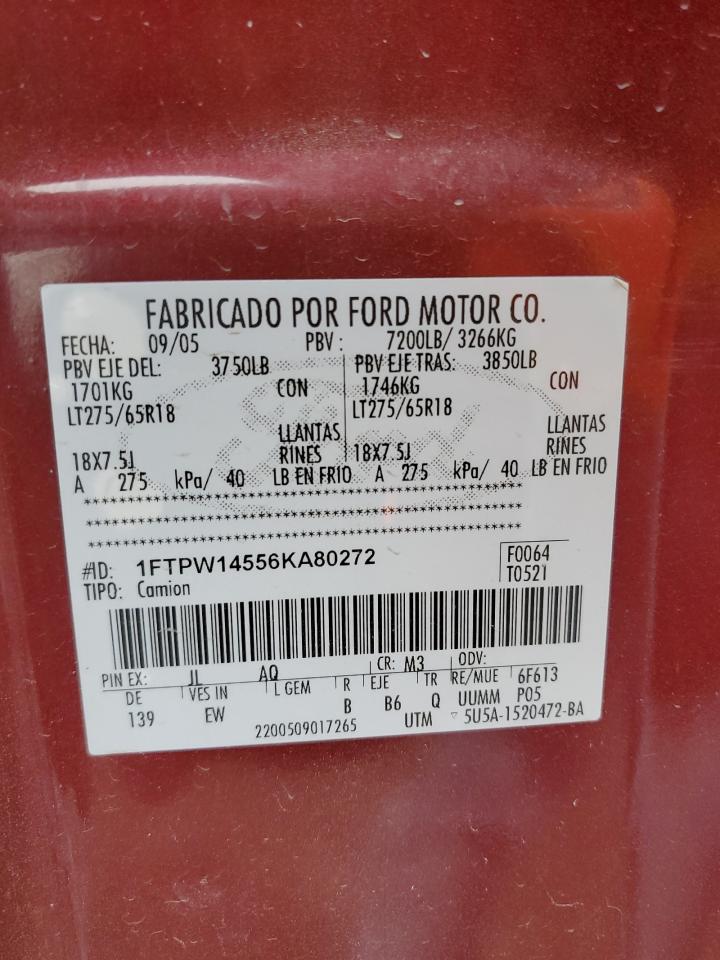 FABRICADO POR FORD MOTOR CO.
FECHA: 09/05 PBV: 7200LB/ 3266KG
PBV EJE DEL: 3750LB PBV EJE TRAS: 3850LB
1701KG CON 1746KG CON
LT275/65R18 LT275/65R18
LLANTAS LLANTAS
18X7.5J RINES 18X7.5J RINES
A 275 kPa/ 40 LB EN FRIO A 275 kPa/ 40 LB EN FRIO
************************************************
************************************************
************************************************
#ID: 1FTPW14556KA80272 F0064
TIPO: Camion T0521
PIN EX: JL AQ CR: M3 ODV:
DE VES IN L GEM R EJE TR RE/MUE 6F613
139 EW B B6 Q UUMM P05
2200509017265 UTM ▽ 5U5A-1520472-BA